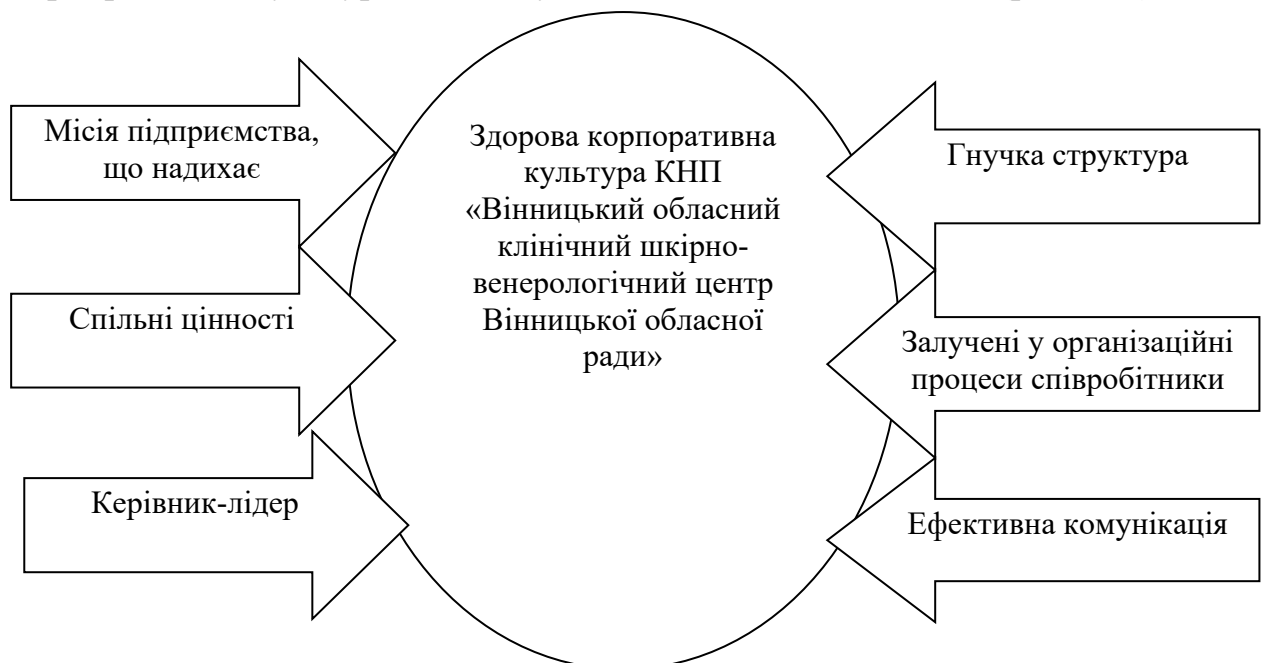 Місія підприємства,
що надихає
Спільні цінності
Керівник-лідер
Здорова корпоративна
культура КНП
«Вінницький обласний
клінічний шкірно-
венерологічний центр
Вінницької обласної
ради»
Гнучка структура
Залучені у організаційні
процеси співробітники
Ефективна комунікація